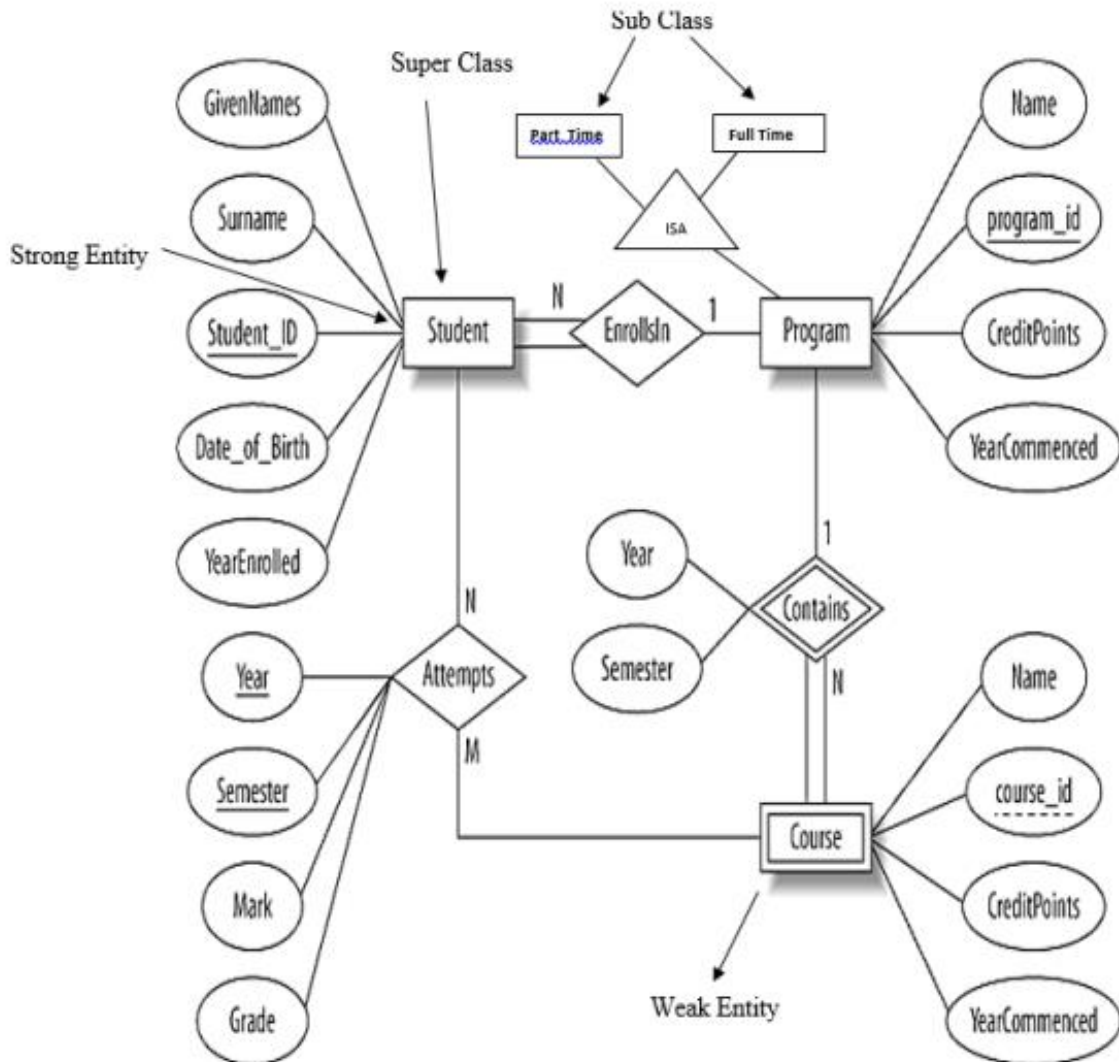 Sub Class
Super Class
GivenNames
Name
Part_Time
Full Time
Surname
program_id
ISA
Strong Entity
Student_ID
Student
N
EnrollsIn
1
Program
CreditPoints
Date_of_Birth
YearCommenced
YearEnrolled
1
Year
N
Contains
Year
Attempts
Semester
N
Name
M
Semester
course_id
Course
Mark
CreditPoints
Weak Entity
Grade
YearCommenced